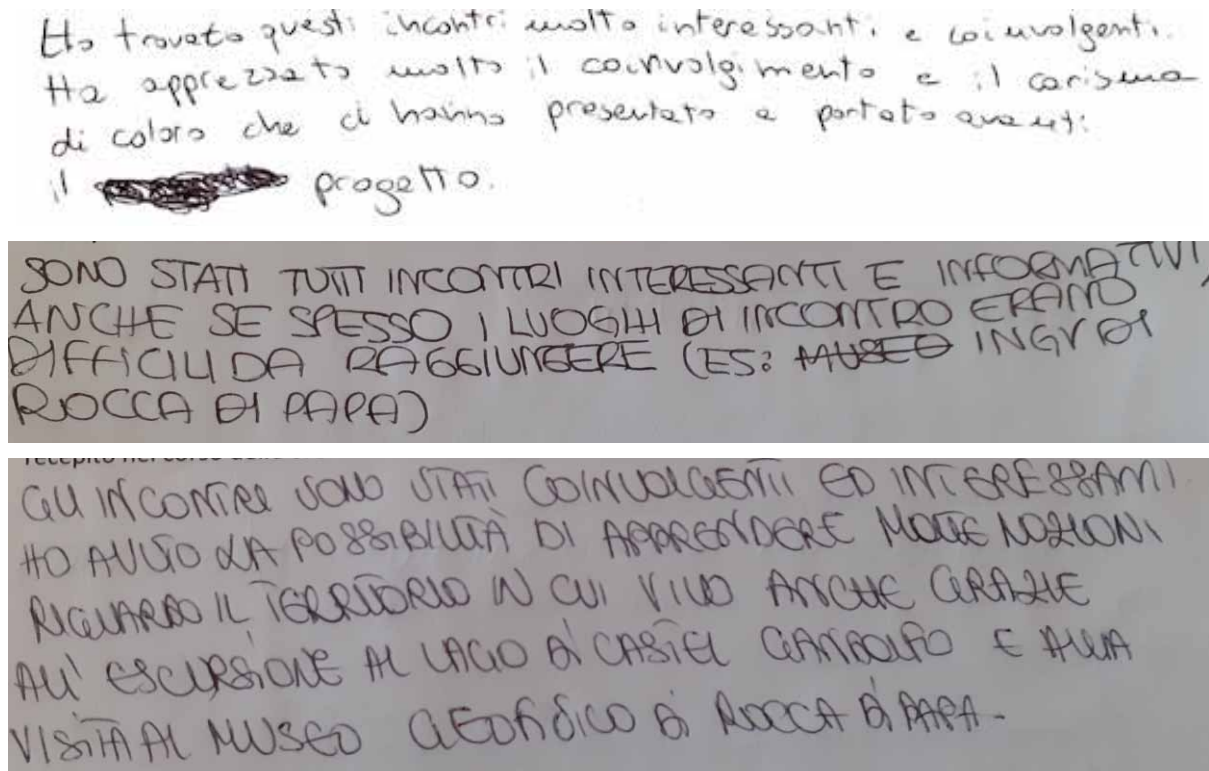 Ho trovato questi incontri molto interessanti e coinvolgenti.
Ho apprezzato molto il coinvolgimento e il carisma
di coloro che ci hanno presentato e portato avanti
il progetto.
SONO STATI TUTTI INCONTRI INTERESSANTI E INFORMATIVI,
ANCHE SE SPESSO I LUOGHI DI INCONTRO ERANO
DIFFICILI DA RAGGIUNGERE (ES: MUSEO INGV DI
ROCCA DI PAPA)
recepito nel corso
GLI INCONTRI SONO STATI COINVOLGENTI ED INTERESSANTI.
HO AVUTO LA POSSIBILITÀ DI APPRENDERE MOLTE NOZIONI
RIGUARDO IL TERRITORIO IN CUI VIVO ANCHE GRAZIE
ALL'ESCURSIONE AL LAGO DI CASTEL GANDOLFO E ALLA
VISITA AL MUSEO GEOFISICO DI ROCCA DI PAPA.